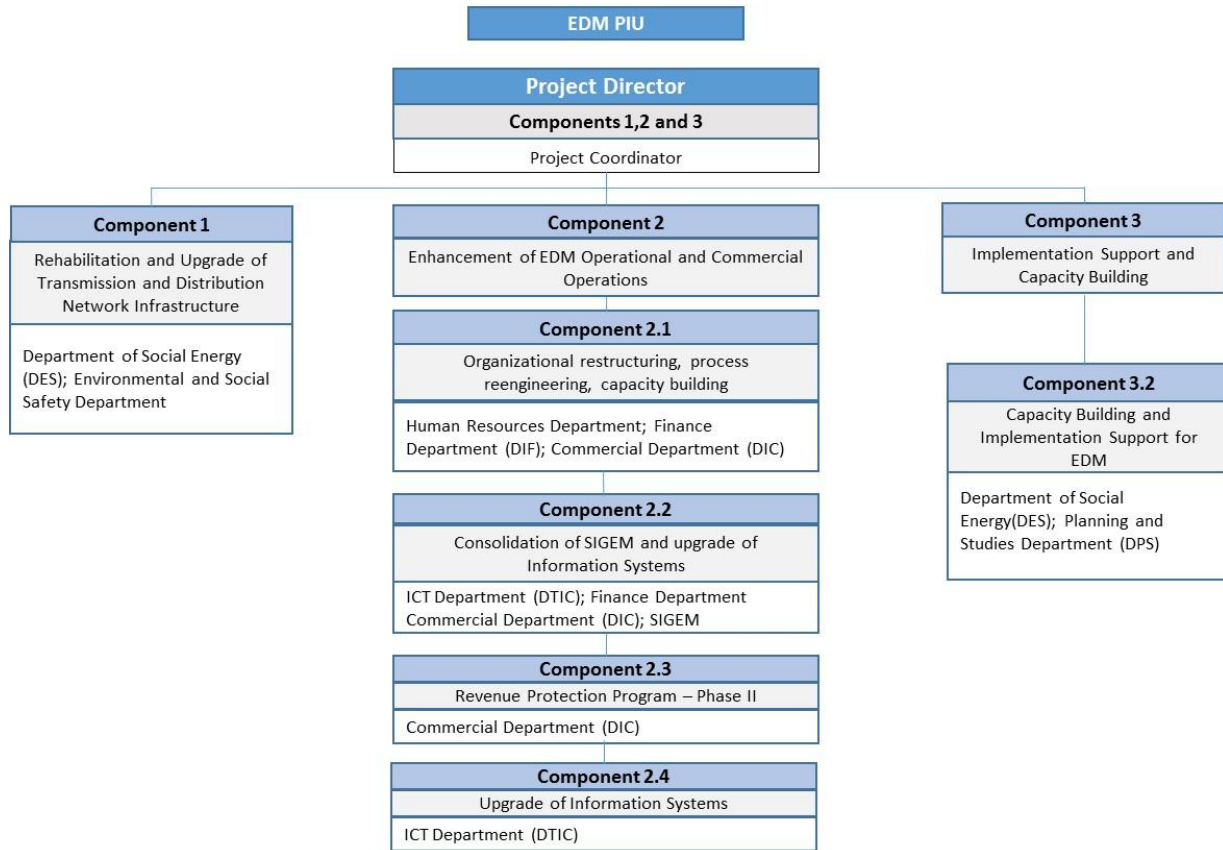 EDM PIU
Project Director
Components 1,2 and 3
Project Coordinator
Component 1
Rehabilitation and Upgrade of
Transmission and Distribution
Network Infrastructure
Department of Social Energy
(DES); Environmental and Social
Safety Department
Component 2
Enhancement of EDM Operational and Commercial
Operations
Component 2.1
Organizational restructuring, process
reengineering, capacity building
Human Resources Department; Finance
Department (DIF); Commercial Department (DIC)
Component 2.2
Consolidation of SIGEM and upgrade of
Information Systems
ICT Department (DTIC); Finance Department
Commercial Department (DIC); SIGEM
Component 2.3
Revenue Protection Program – Phase II
Commercial Department (DIC)
Component 2.4
Upgrade of Information Systems
ICT Department (DTIC)
Component 3
Implementation Support and
Capacity Building
Component 3.2
Capacity Building and
Implementation Support for
EDM
Department of Social
Energy(DES); Planning and
Studies Department (DPS)